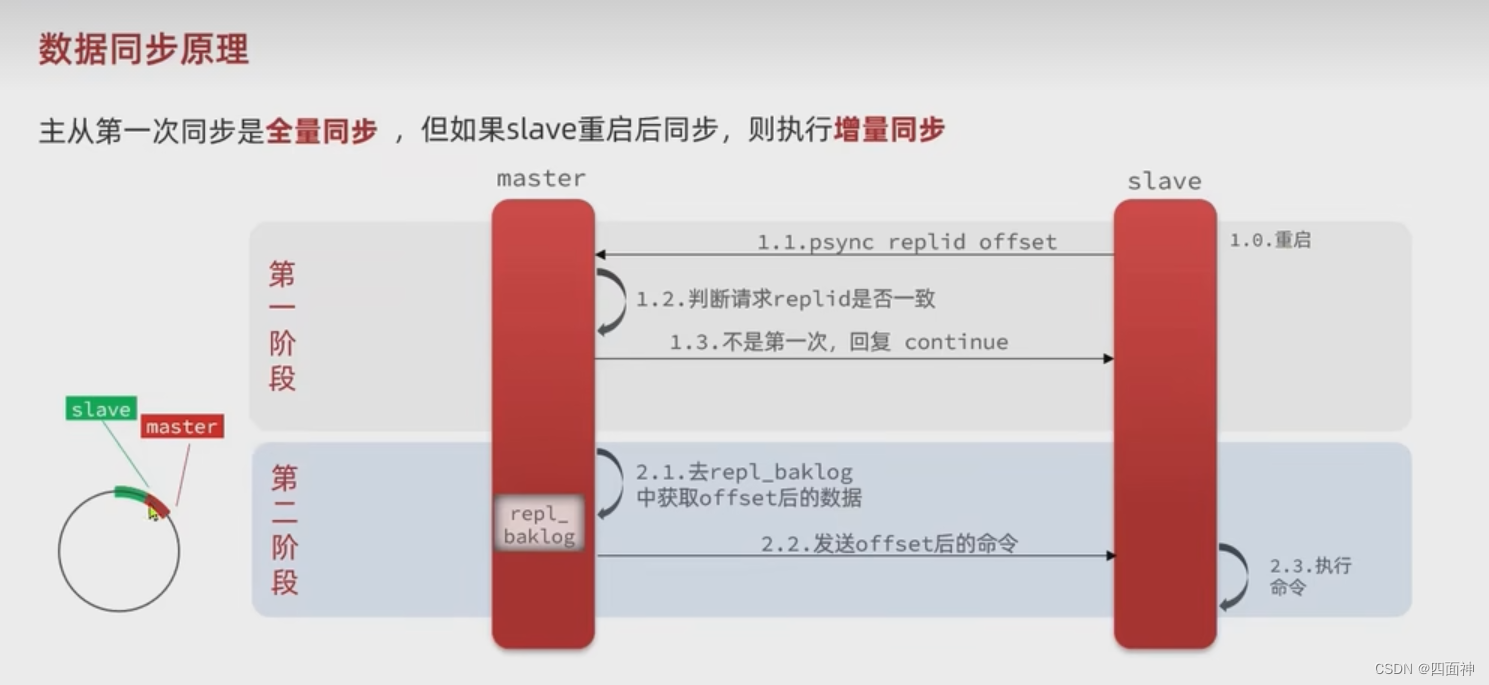 数据同步原理
主从第一次同步是全量同步 ，但如果slave重启后同步，则执行增量同步
master
slave
第一阶段
1.0.重启
1.1.psync replid offset
1.2.判断请求replid是否一致
1.3.不是第一次，回复 continue
slave
master
第二阶段
2.1.去repl_baklog
中获取offset后的数据
repl_
baklog
2.2.发送offset后的命令
2.3.执行
命令
CSDN @四面神